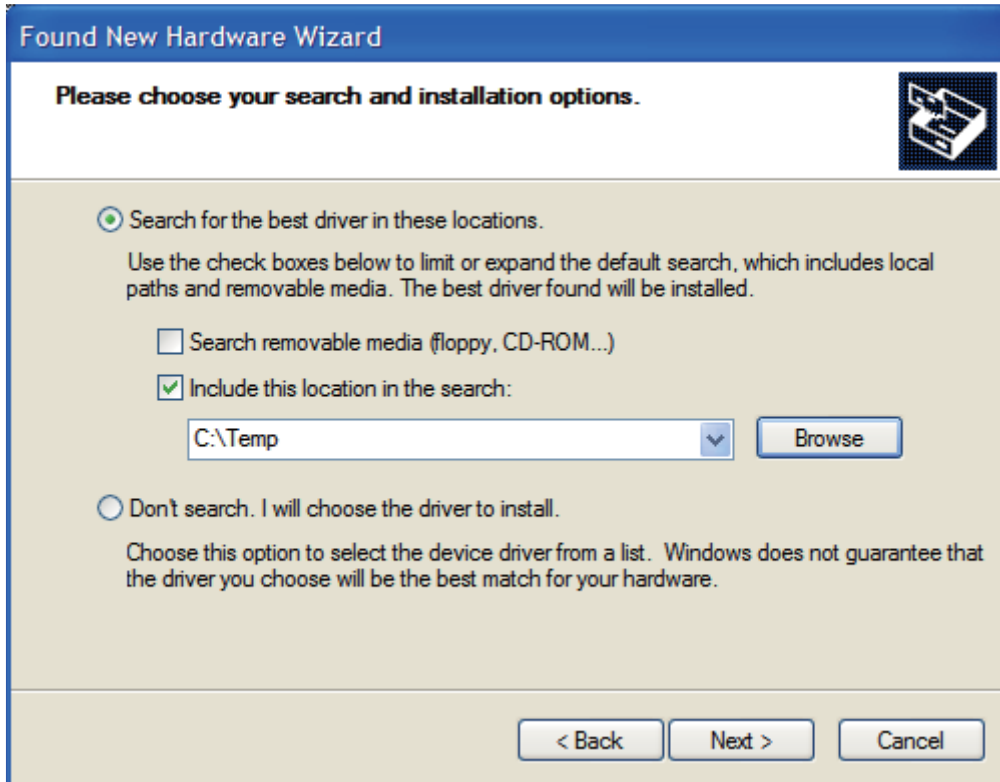 Found New Hardware Wizard
Please choose your search and installation options.
Search for the best driver in these locations.
Use the check boxes below to limit or expand the default search, which includes local
paths and removable media. The best driver found will be installed.
Search removable media (floppy, CD-ROM...)
Include this location in the search:
C:\Temp
Browse
Don't search. I will choose the driver to install.
Choose this option to select the device driver from a list. Windows does not guarantee that
the driver you choose will be the best match for your hardware.
< Back
Next >
Cancel